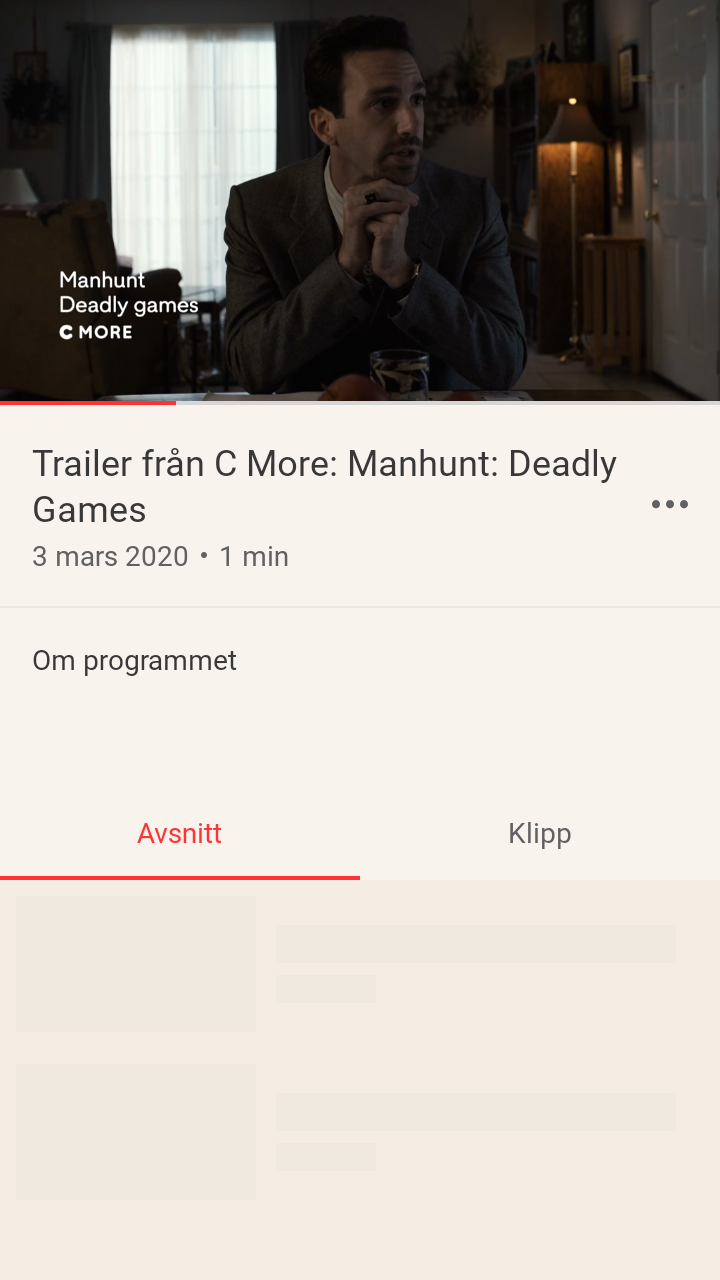 Manhunt
Deadly games
C MORE
Trailer från C More: Manhunt: Deadly
Games
3 mars 2020 • 1 min
Om programmet
Avsnitt
Klipp